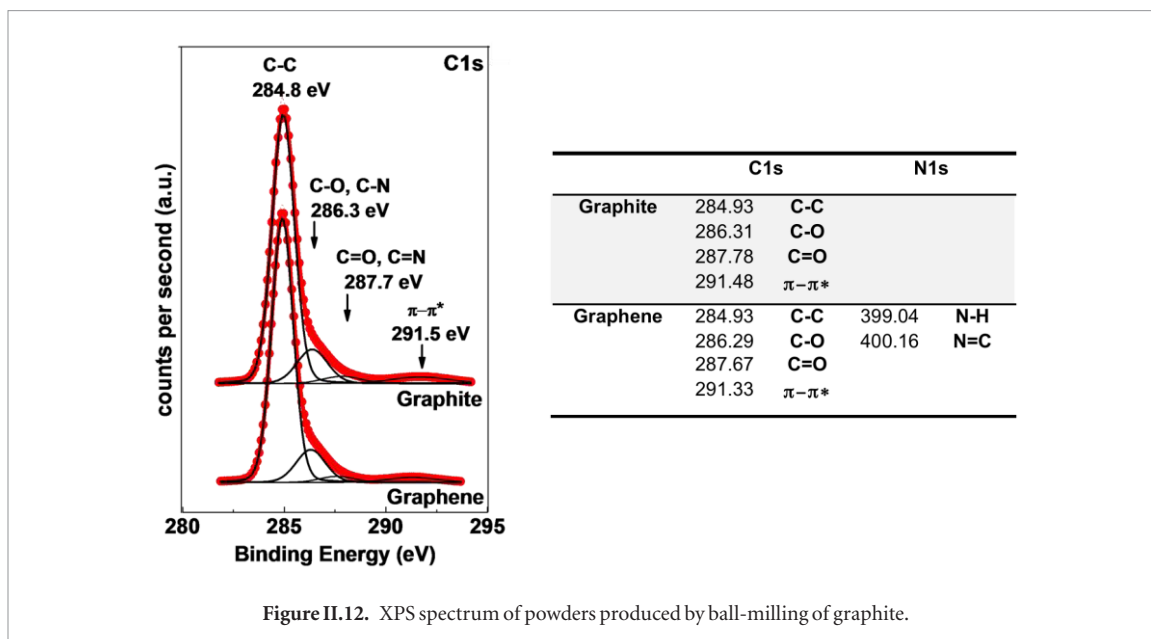 C-C
284.8 eV
C1s
C-O, C-N
286.3 eV
C=O, C=N
287.7 eV
π–π*
291.5 eV
Graphite
Graphene
counts per second (a.u.)
280 285 290 295
Binding Energy (eV)
C1s N1s
Graphite 284.93 C-C
286.31 C-O
287.78 C=O
291.48 π–π*
Graphene 284.93 C-C 399.04 N-H
286.29 C-O 400.16 N=C
287.67 C=O
291.33 π–π*
Figure II.12. XPS spectrum of powders produced by ball-milling of graphite.